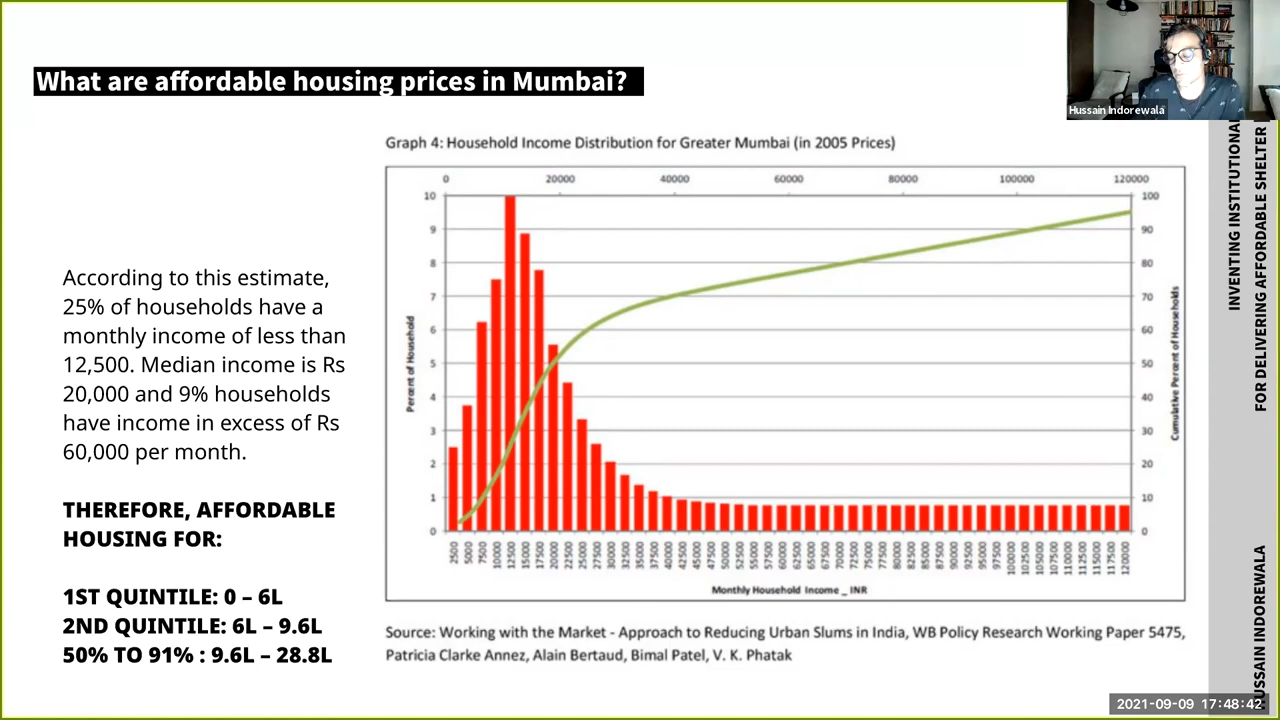 What are affordable housing prices in Mumbai?
Hussain Indorewala
According to this estimate,
25% of households have a
monthly income of less than
12,500. Median income is Rs
20,000 and 9% households
have income in excess of Rs
60,000 per month.
THEREFORE, AFFORDABLE
HOUSING FOR:
1ST QUINTILE: 0 – 6L
2ND QUINTILE: 6L – 9.6L
50% TO 91% : 9.6L – 28.8L
Graph 4: Household Income Distribution for Greater Mumbai (in 2005 Prices)
0 20000 40000 60000 80000 100000 120000
10 100
9 90
8 80
7 70
6 60
5 50
4 40
3 30
2 20
1 10
0 0
Percent of Household
Cumulative Percent of Households
2500 5000 7500 10000 12500 15000 17500 20000 22500 25000 27500 30000 32500 35000 37500 40000 42500 45000 47500 50000 52500 55000 57500 60000 62500 65000 67500 70000 72500 75000 77500 80000 82500 85000 87500 90000 92500 95000 97500 100000 102500 105000 107500 110000 112500 115000 117500 120000
Monthly Household Income _ INR
Source: Working with the Market - Approach to Reducing Urban Slums in India, WB Policy Research Working Paper 5475,
Patricia Clarke Annez, Alain Bertaud, Bimal Patel, V. K. Phatak
INVENTING INSTITUTIONAL
FOR DELIVERING AFFORDABLE SHELTER
HUSSAIN INDOREWALA
2021-09-09 17:48:42